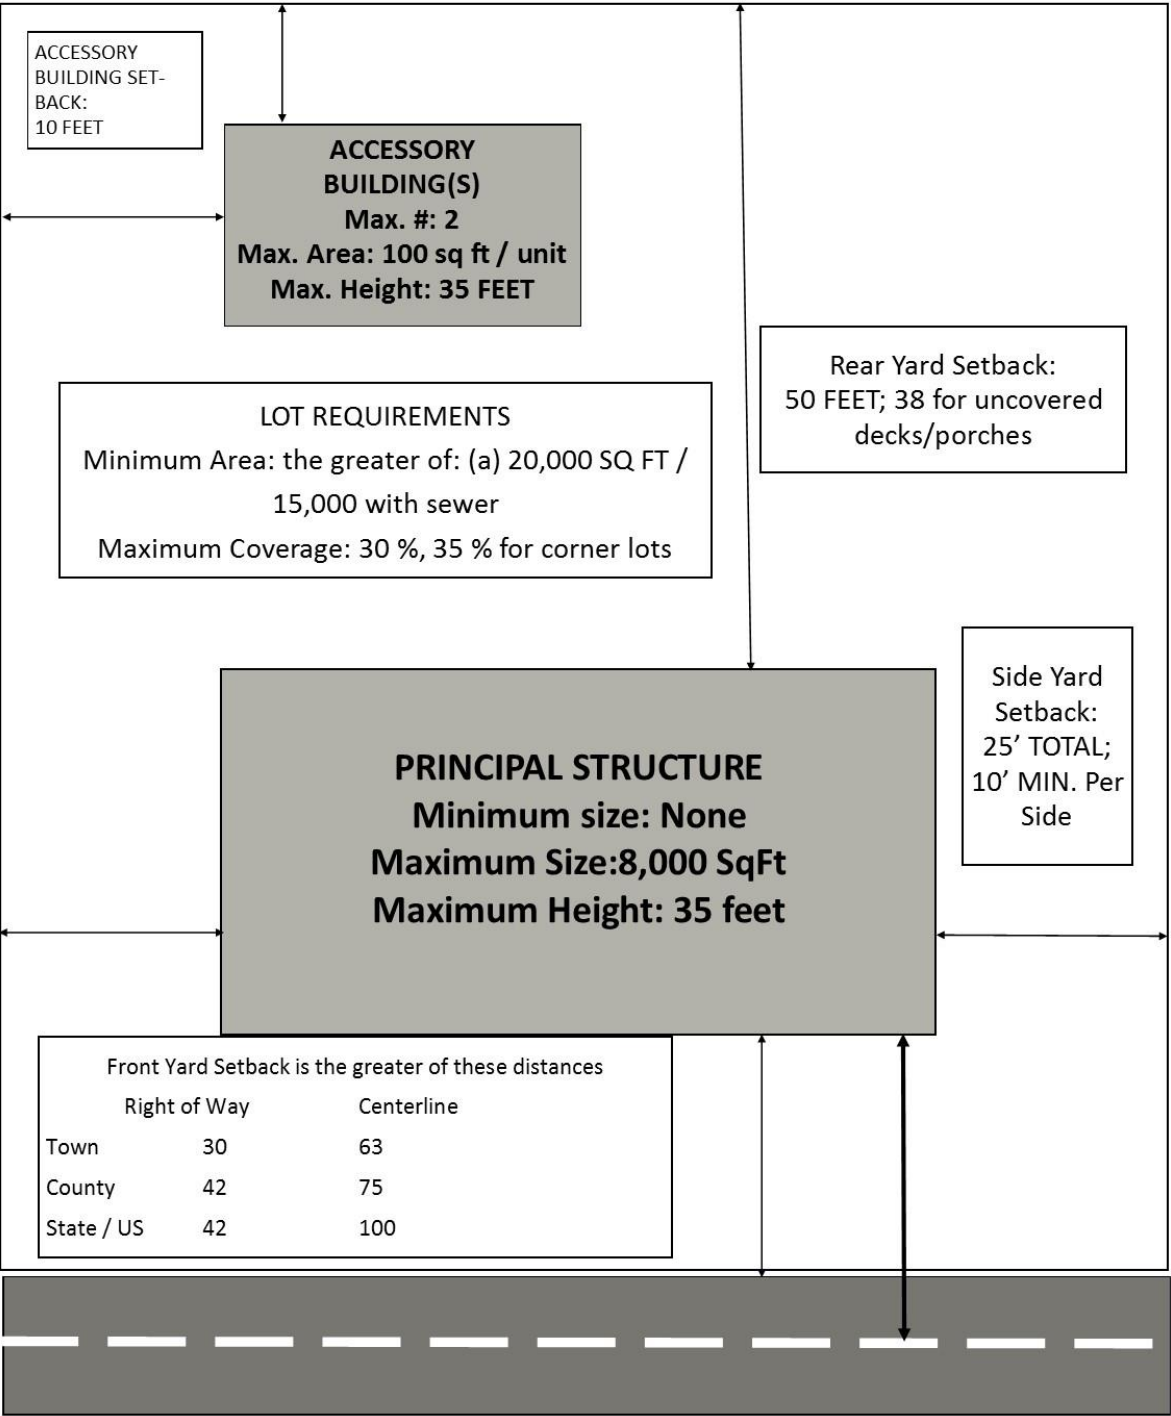 ACCESSORY
BUILDING SET-
BACK:
10 FEET
ACCESSORY
BUILDING(S)
Max. #: 2
Max. Area: 100 sq ft / unit
Max. Height: 35 FEET
Rear Yard Setback:
50 FEET; 38 for uncovered
decks/porches
LOT REQUIREMENTS
Minimum Area: the greater of: (a) 20,000 SQ FT /
15,000 with sewer
Maximum Coverage: 30 %, 35 % for corner lots
Side Yard
Setback:
25’ TOTAL;
10’ MIN. Per
Side
PRINCIPAL STRUCTURE
Minimum size: None
Maximum Size:8,000 SqFt
Maximum Height: 35 feet
Front Yard Setback is the greater of these distances
Right of Way Centerline
Town 30 63
County 42 75
State / US 42 100